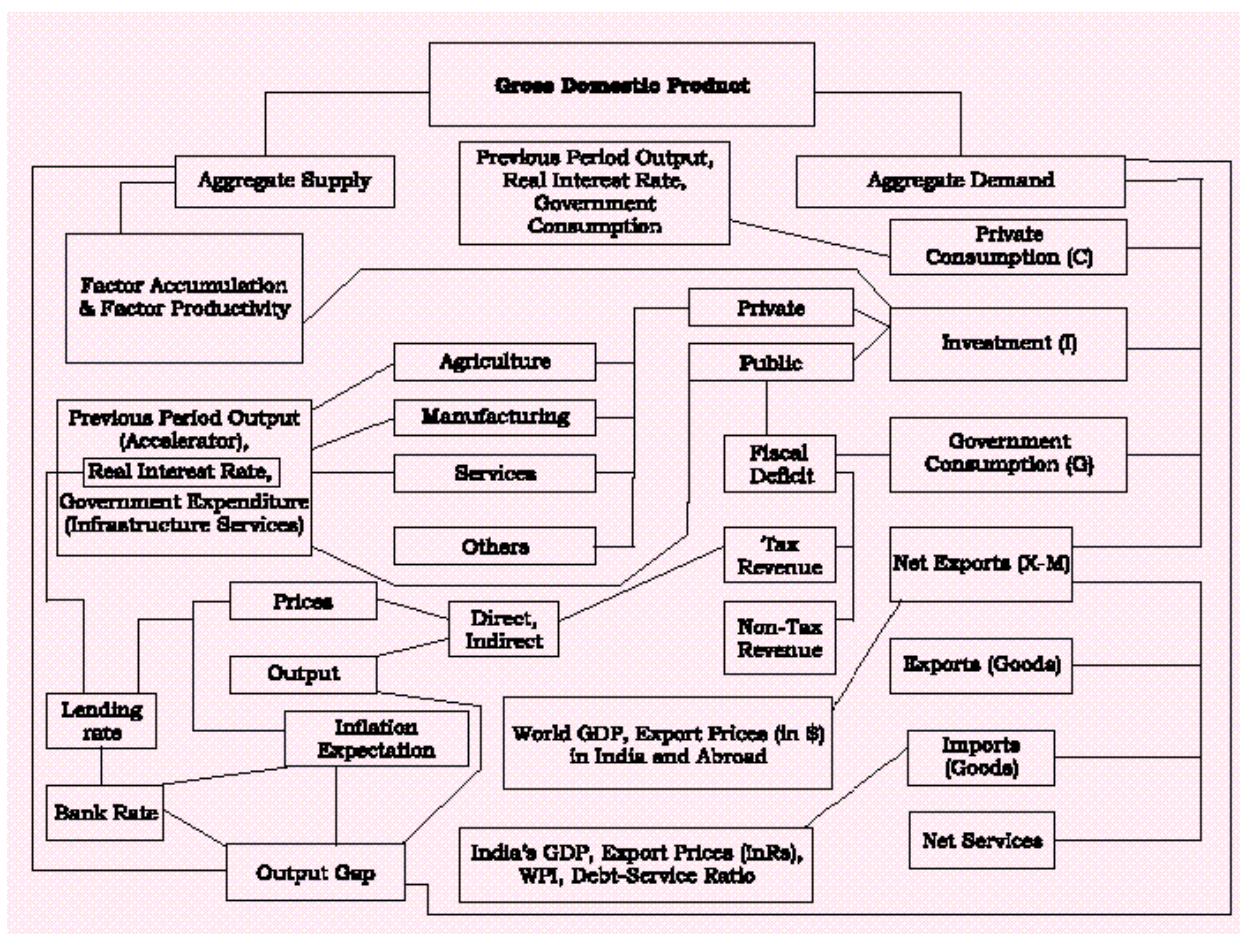 Gross Domestic Product
Aggregate Supply
Previous Period Output,
Real Interest Rate,
Government
Consumption
Aggregate Demand
Private
Consumption (C)
Factor Accumulation
& Factor Productivity
Private
Investment (I)
Public
Agriculture
Manufacturing
Services
Others
Previous Period Output
(Accelerator),
Real Interest Rate,
Government Expenditure
(Infrastructure Services)
Fiscal
Deficit
Government
Consumption (G)
Tax
Revenue
Net Exports (X-M)
Prices
Direct,
Indirect
Non-Tax
Revenue
Output
Exports (Goods)
Lending
rate
Inflation
Expectation
World GDP, Export Prices (in $)
in India and Abroad
Imports
(Goods)
Bank Rate
Output Gap
India's GDP, Export Prices (inRs),
WPI, Debt-Service Ratio
Net Services